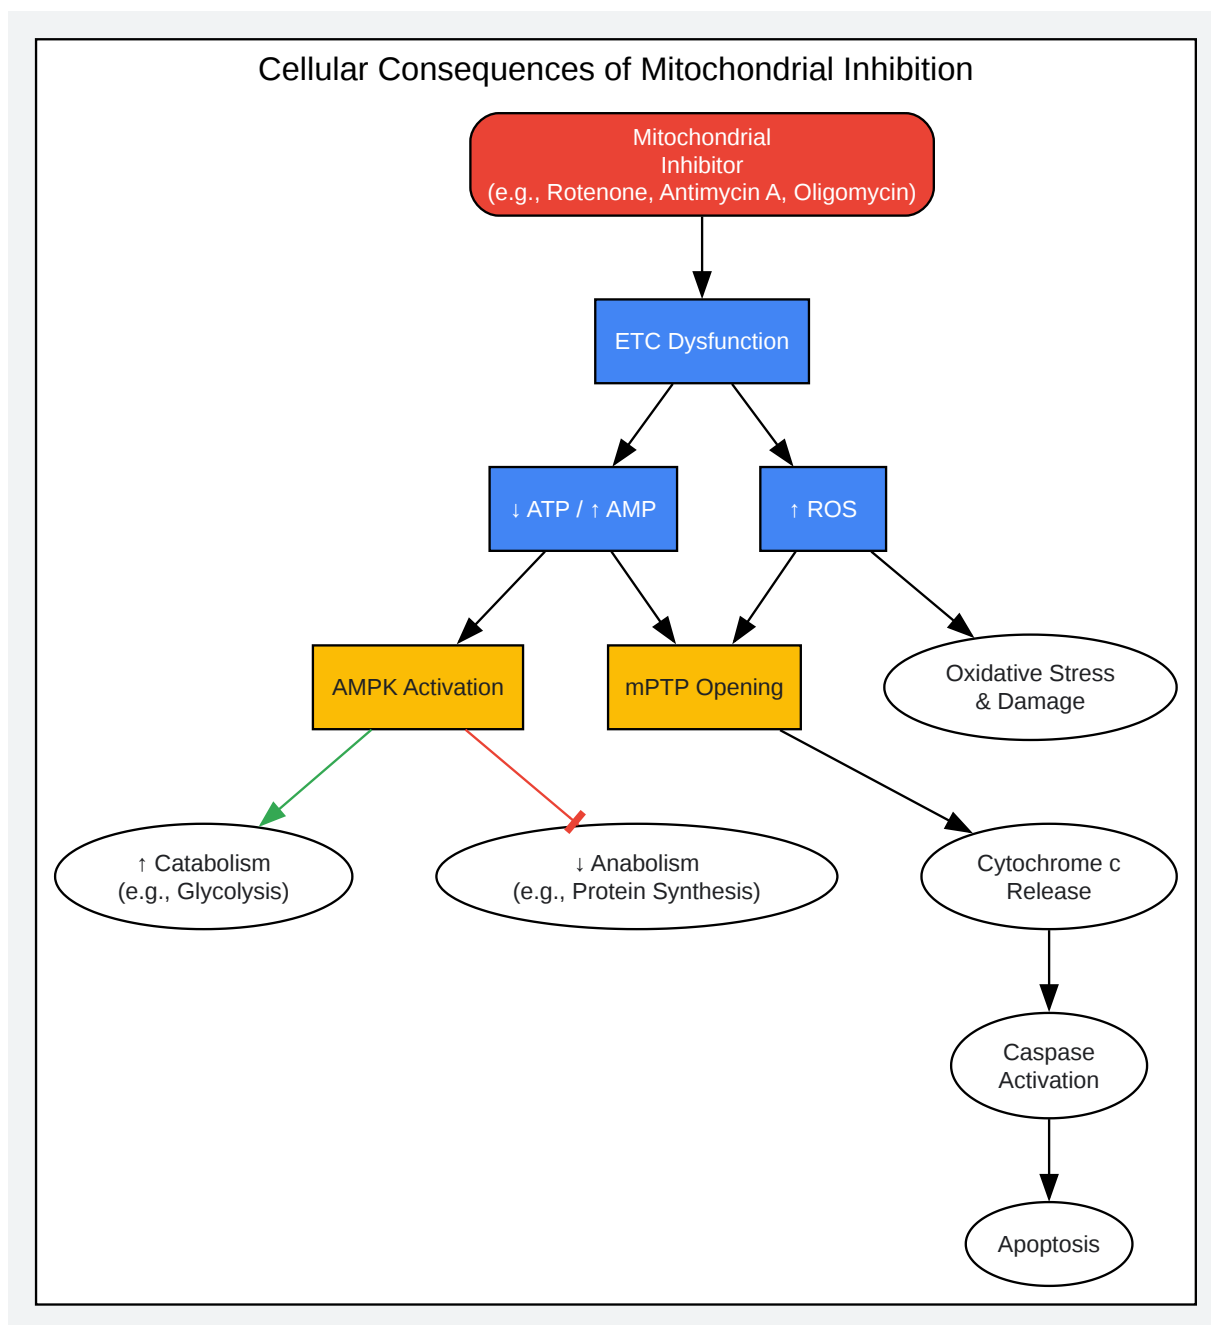 Cellular Consequences of Mitochondrial Inhibition
Mitochondrial
Inhibitor
(e.g., Rotenone, Antimycin A, Oligomycin)
ETC Dysfunction
↓ ATP / ↑ AMP
↑ ROS
AMPK Activation
mPTP Opening
Oxidative Stress
& Damage
↑ Catabolism
(e.g., Glycolysis)
↓ Anabolism
(e.g., Protein Synthesis)
Cytochrome c
Release
Caspase
Activation
Apoptosis